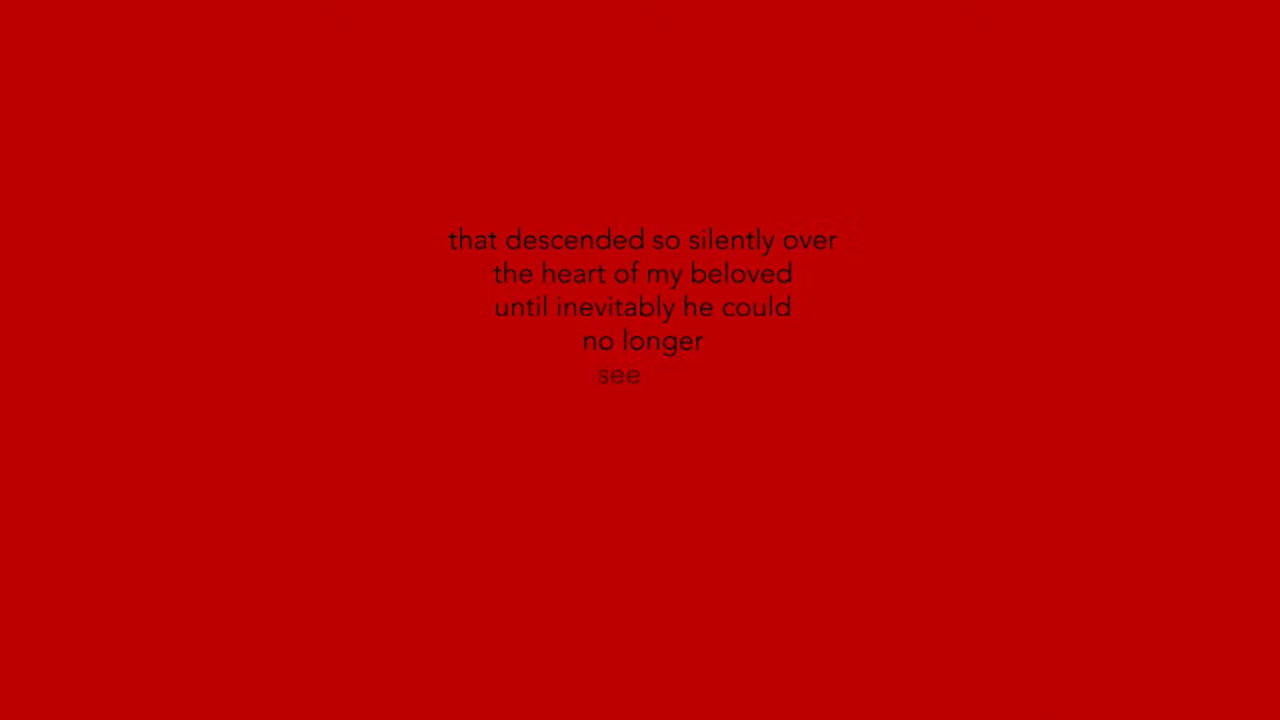 that descended so silently over
the heart of my beloved
until inevitably he could
no longer
see